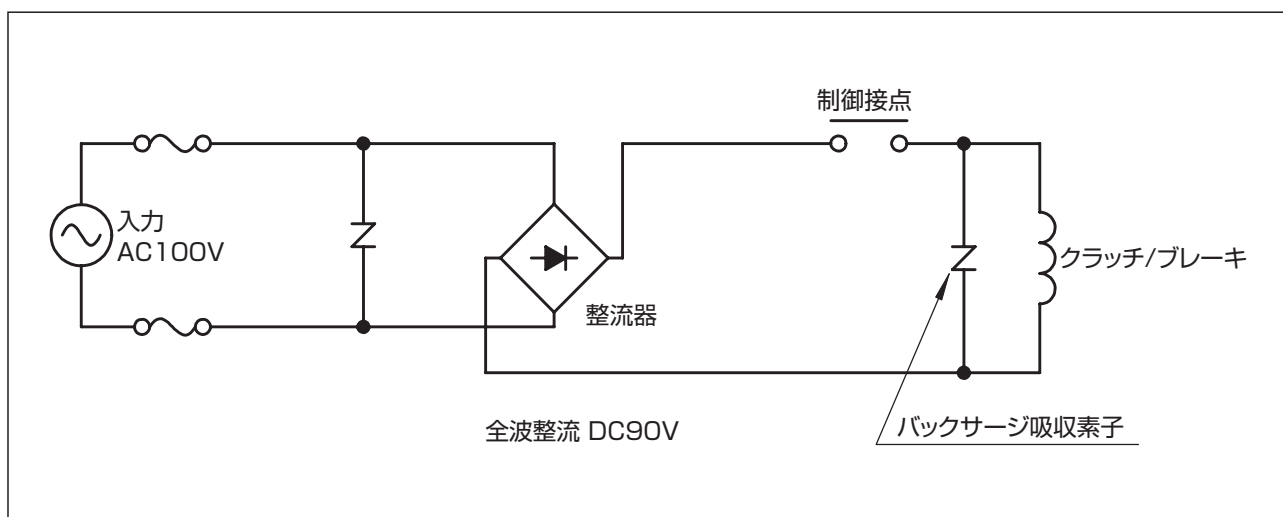 制御接点
入力
AC100V
クラッチ/ブレーキ
整流器
全波整流 DC90V
バックサージ吸収素子